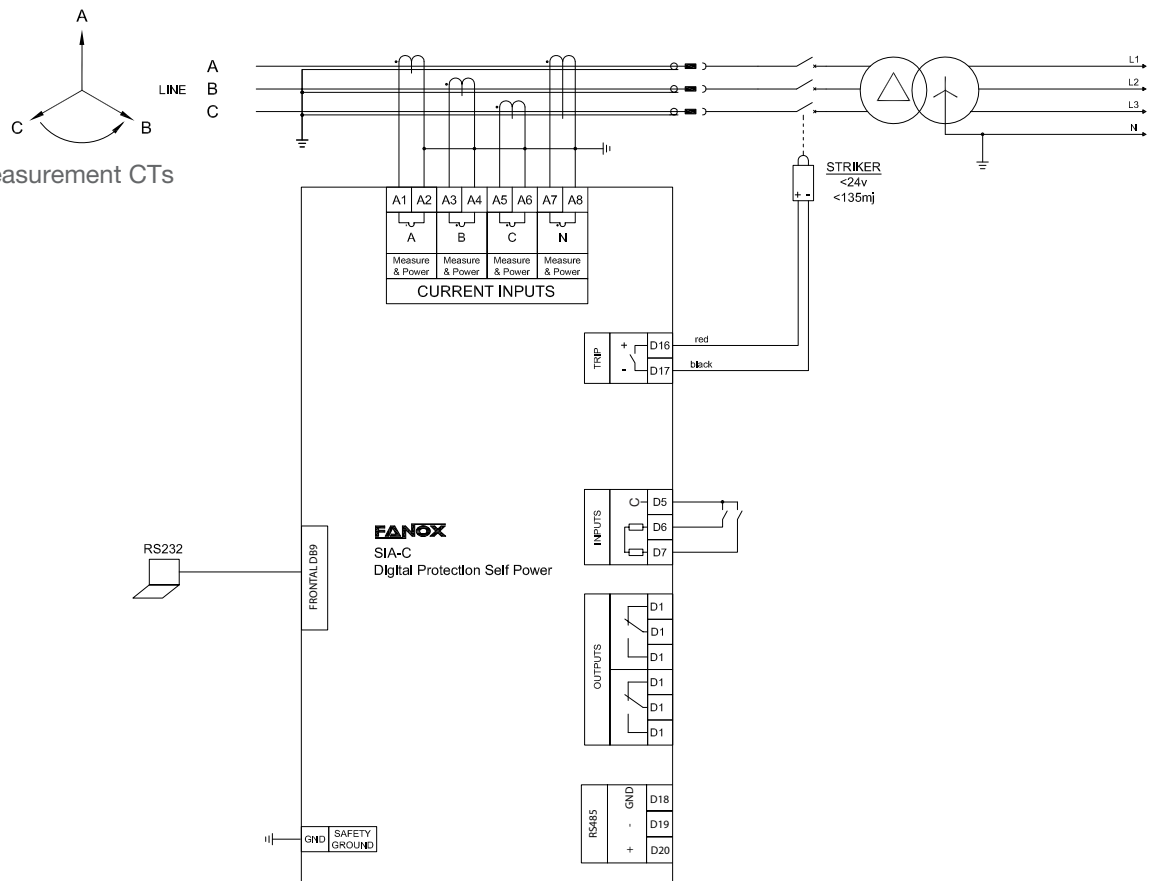 A
C
B
easurement CTs
LINE
A
B
C
L1
L2
L3
N
STRIKER
<24v
<135mj
+ -
A1 A2 A3 A4 A5 A6 A7 A8
A B C N
Measure & Power
Measure & Power
Measure & Power
Measure & Power
CURRENT INPUTS
TRIP
+ D16 red
- D17 black
INPUTS
C D5
D6
D7
FANOX
SIA-C
Digital Protection Self Power
RS232
FRONTAL DB9
OUTPUTS
D1
D1
D1
D1
D1
D1
RS485
GND D18
- D19
+ D20
GND
SAFETY
GROUND